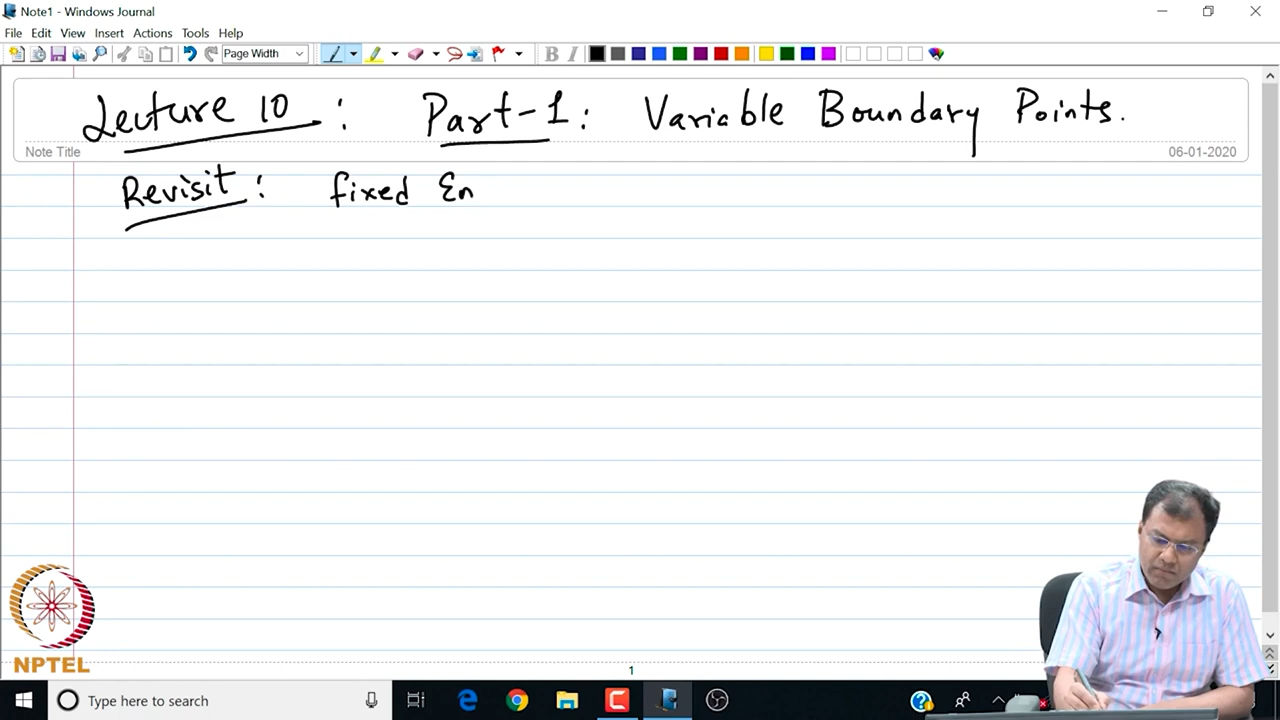 Note1 - Windows Journal
File Edit View Insert Actions Tools Help
Page Width B I
Lecture 10 : Part-1 : Variable Boundary Points.
Note Title 06-01-2020
Revisit : fixed En
NPTEL
1
Type here to search